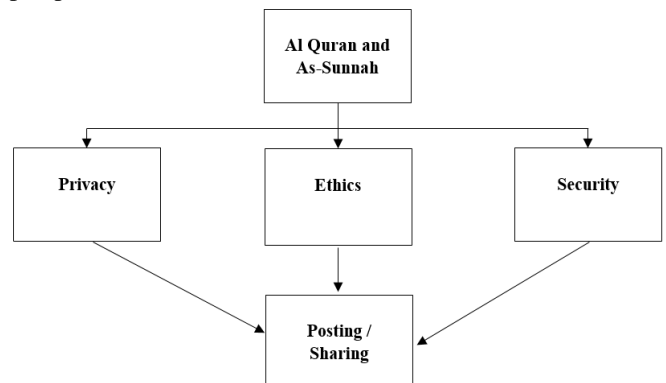 Al Quran and
As-Sunnah
Privacy
Ethics
Security
Posting /
Sharing